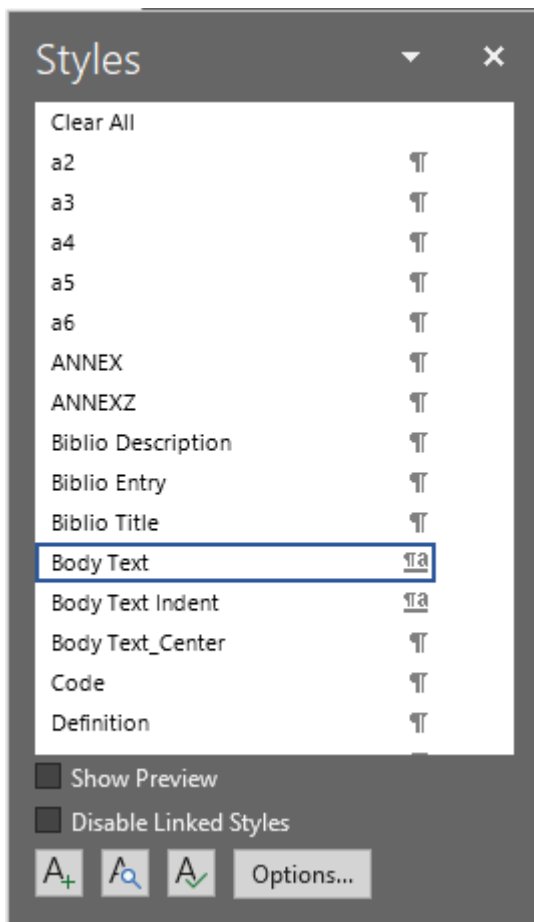 Styles
Clear All
a2 ¶
a3 ¶
a4 ¶
a5 ¶
a6 ¶
ANNEX ¶
ANNEXZ ¶
Biblio Description ¶
Biblio Entry ¶
Biblio Title ¶
Body Text ¶a
Body Text Indent ¶a
Body Text_Center ¶
Code ¶
Definition ¶
Show Preview
Disable Linked Styles
Options...